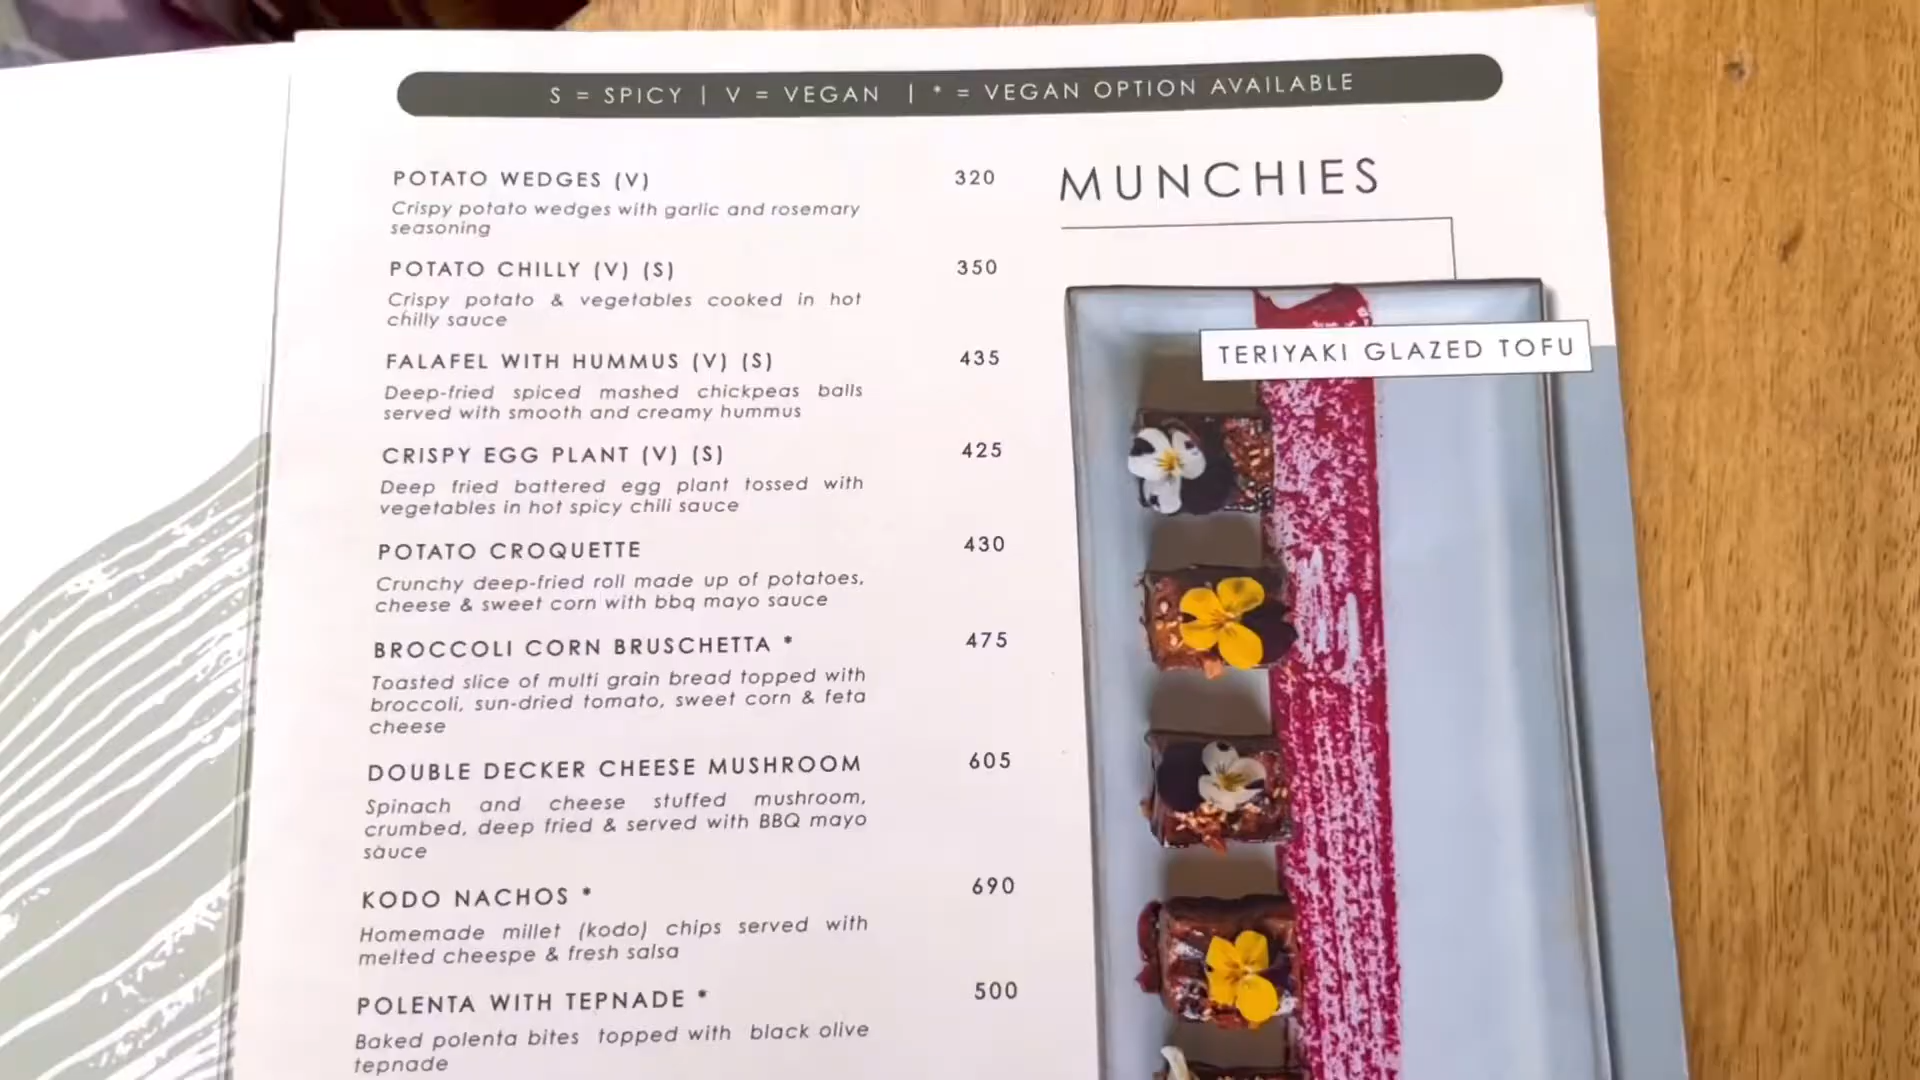 S = SPICY | V = VEGAN | * = VEGAN OPTION AVAILABLE
MUNCHIES
POTATO WEDGES (V) 320
Crispy potato wedges with garlic and rosemary
seasoning
POTATO CHILLY (V) (S) 350
Crispy potato & vegetables cooked in hot
chilly sauce
FALAFEL WITH HUMMUS (V) (S) 435
Deep-fried spiced mashed chickpeas balls
served with smooth and creamy hummus
CRISPY EGG PLANT (V) (S) 425
Deep fried battered egg plant tossed with
vegetables in hot spicy chili sauce
POTATO CROQUETTE 430
Crunchy deep-fried roll made up of potatoes,
cheese & sweet corn with bbq mayo sauce
BROCCOLI CORN BRUSCHETTA * 475
Toasted slice of multi grain bread topped with
broccoli, sun-dried tomato, sweet corn & feta
cheese
DOUBLE DECKER CHEESE MUSHROOM 605
Spinach and cheese stuffed mushroom,
crumbed, deep fried & served with BBQ mayo
sauce
KODO NACHOS * 690
Homemade millet (kodo) chips served with
melted cheespe & fresh salsa
POLENTA WITH TEPNADE * 500
Baked polenta bites topped with black olive
tepnade
TERIYAKI GLAZED TOFU